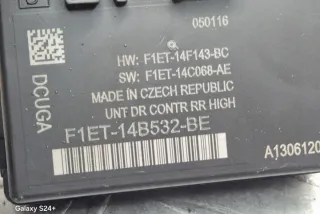 050116
HW: F1ET-14F143-BC
SW: F1ET-14C068-AE
MADE IN CZECH REPUBLIC
UNT DR CONTR RR HIGH
DCUGA
F1ET-14B532-BE
A1306120
Galaxy S24+